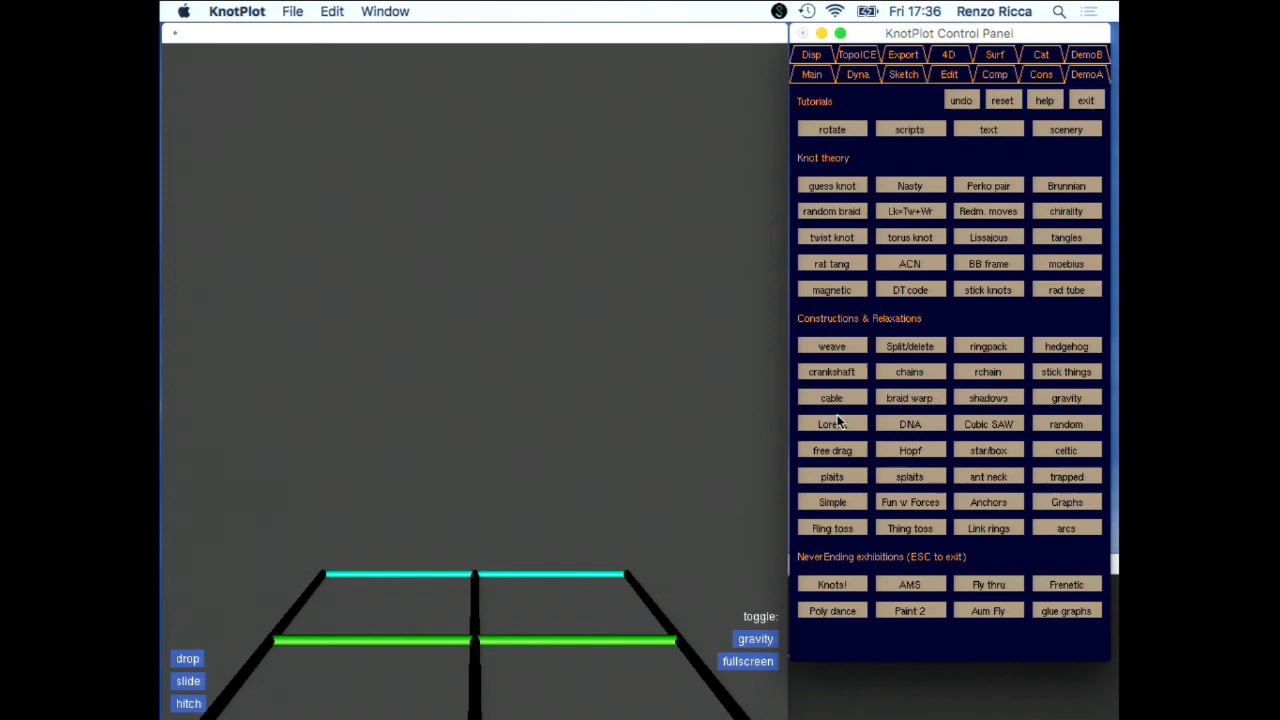 KnotPlot File Edit Window Fri 17:36 Renzo Ricca
KnotPlot Control Panel
Disp TopoICE Export 4D Surf Cat DemoB
Main Dyna Sketch Edit Comp Cons DemoA
Tutorials undo reset help exit
rotate scripts text scenery
Knot theory
guess knot Nasty Perko pair Brunnian
random braid Lk=Tw+Wr Redm. moves chirality
twist knot torus knot Lissajous tangles
rat tang ACN BB frame moebius
magnetic DT code stick knots rad tube
Constructions & Relaxations
weave Split/delete ringpack hedgehog
crankshaft chains rchain stick things
cable braid warp shadows gravity
DNA Cubic SAW random
free drag Hopf star/box celtic
plaits splaits ant neck trapped
Simple Fun w Forces Anchors Graphs
Ring toss Thing toss Link rings arcs
NeverEnding exhibitions (ESC to exit)
Knots! AMS Fly thru Frenetic
Poly dance Paint 2 Aum Fly glue graphs
toggle:
gravity
fullscreen
drop
slide
hitch